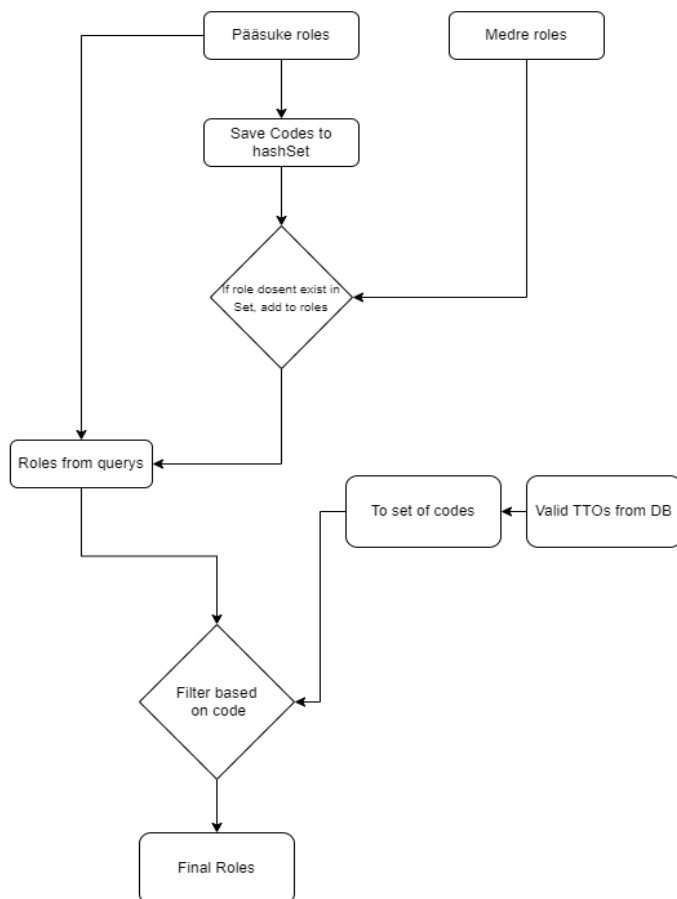 Pääsuke roles
Medre roles
Save Codes to
hashSet
If role dosent exist in
Set, add to roles
Roles from querys
To set of codes
Valid TTOs from DB
Filter based
on code
Final Roles